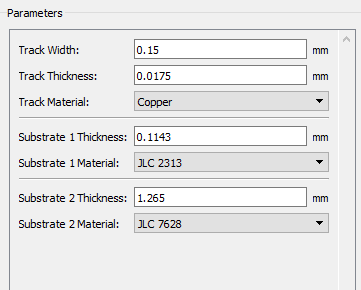 Parameters
Track Width: 0.15 mm
Track Thickness: 0.0175 mm
Track Material: Copper
Substrate 1 Thickness: 0.1143 mm
Substrate 1 Material: JLC 2313
Substrate 2 Thickness: 1.265 mm
Substrate 2 Material: JLC 7628